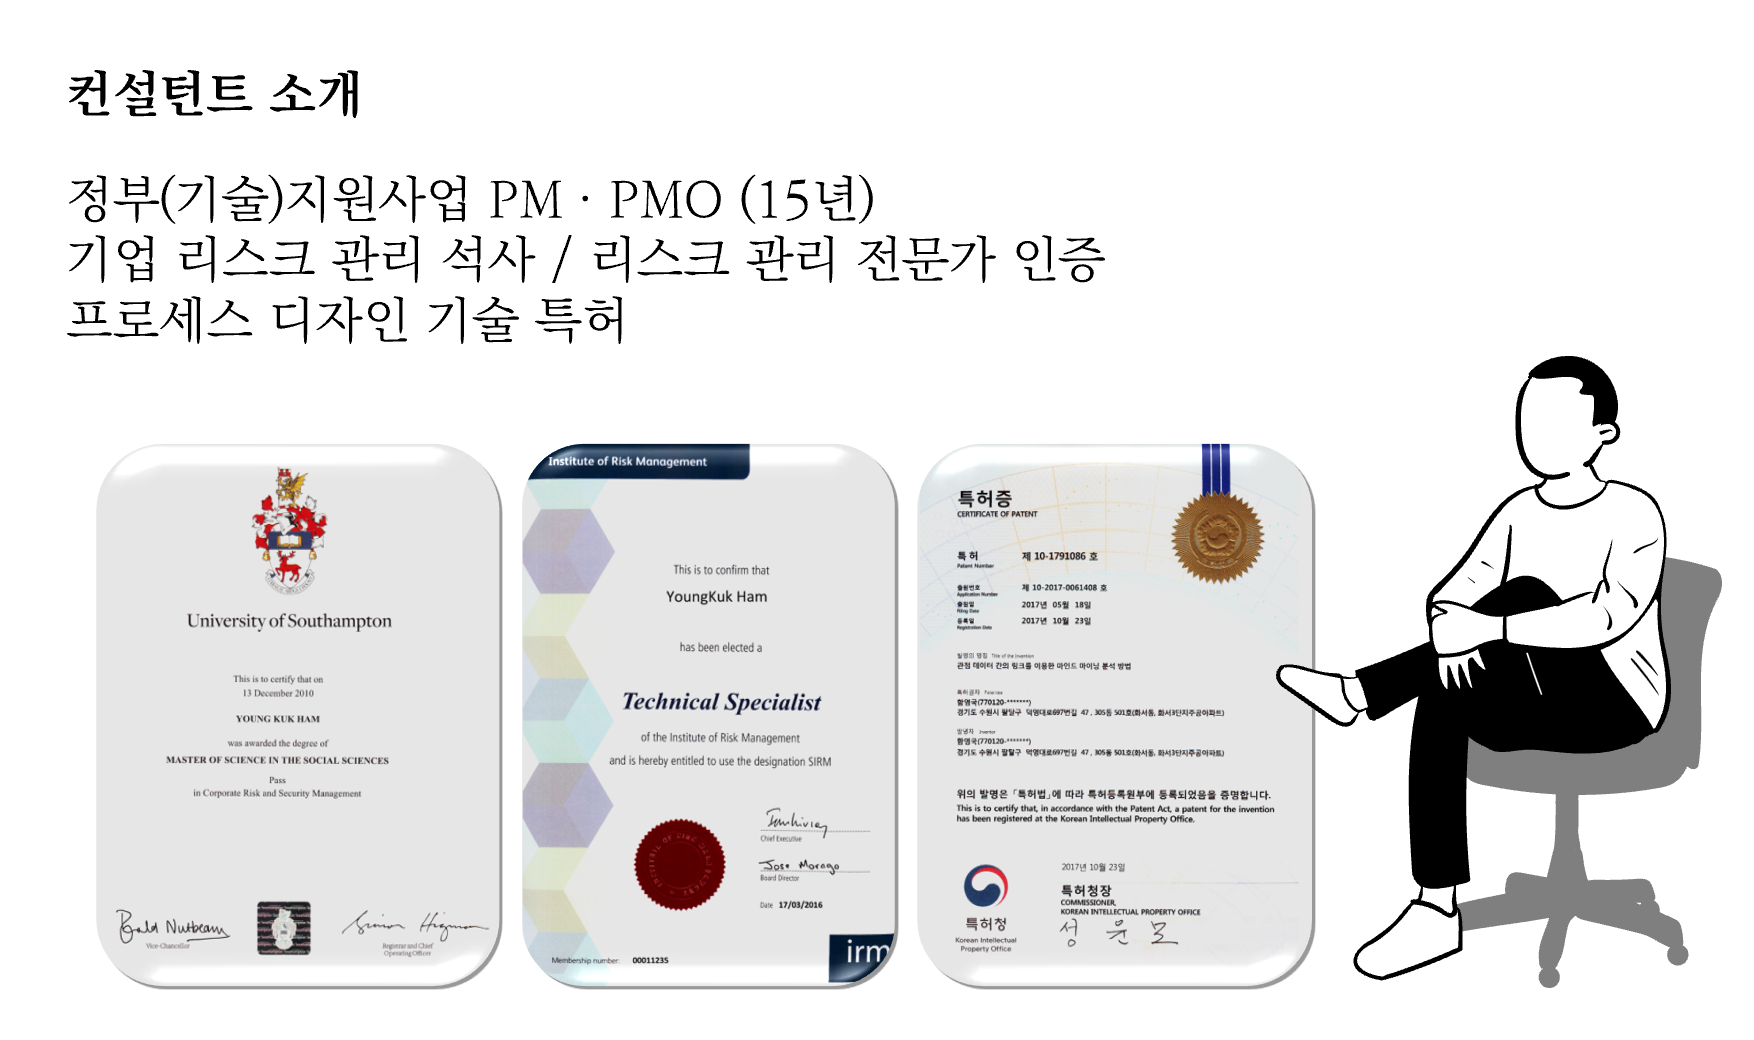 컨설턴트 소개
정부(기술)지원사업 PM · PMO (15년)
기업 리스크 관리 석사 / 리스크 관리 전문가 인증
프로세스 디자인 기술 특허
University of Southampton
This is to certify that on
13 December 2010
YOUNG KUK HAM
was awarded the degree of
MASTER OF SCIENCE IN THE SOCIAL SCIENCES
Pass
in Corporate Risk and Security Management
Vice-Chancellor
Registrar and Chief
Operating Officer
Institute of Risk Management
This is to confirm that
YoungKuk Ham
has been elected a
Technical Specialist
of the Institute of Risk Management
and is hereby entitled to use the designation SIRM
Chief Executive
Jose Morago
Board Director
Date 17/03/2016
Membership number: 00011235
irm
특허증
CERTIFICATE OF PATENT
특허 제 10-1791086 호
Patent Number
출원번호 제 10-2017-0061408 호
Application Number
출원일 2017년 05월 18일
Filing Date
등록일 2017년 10월 23일
Registration Date
발명의 명칭 Title of the Invention
관점 데이터 간의 링크를 이용한 마인드 마이닝 분석 방법
특허권자 Patentee
함영국(770120-*******)
경기도 수원시 팔달구 덕영대로697번길 47, 305동 501호(화서동, 화서3단지주공아파트)
발명자 Inventor
함영국(770120-*******)
경기도 수원시 팔달구 덕영대로697번길 47, 305동 501호(화서동, 화서3단지주공아파트)
위의 발명은 「특허법」에 따라 특허등록원부에 등록되었음을 증명합니다.
This is to certify that, in accordance with the Patent Act, a patent for the invention
has been registered at the Korean Intellectual Property Office.
2017년 10월 23일
특허청장
COMMISSIONER,
KOREAN INTELLECTUAL PROPERTY OFFICE
성윤모
특허청
Korean Intellectual
Property Office